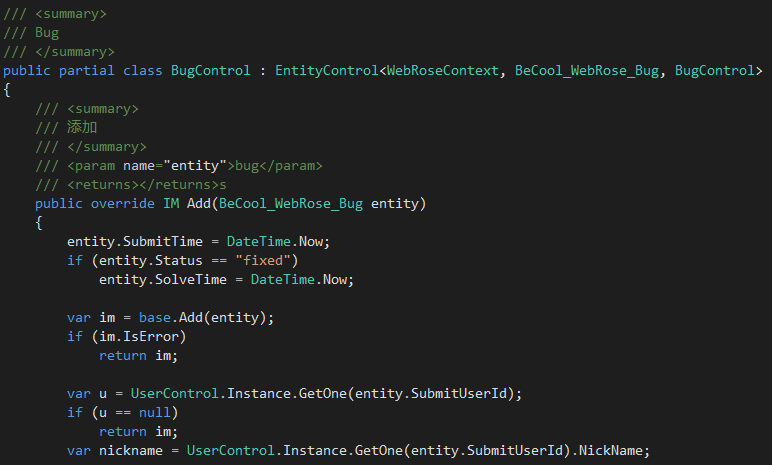 /// <summary>
/// Bug
/// </summary>
public partial class BugControl : EntityControl<WebRoseContext, BeCool_WebRose_Bug, BugControl>
{
    /// <summary>
    /// 添加
    /// </summary>
    /// <param name="entity">bug</param>
    /// <returns></returns>s
    public override IM Add(BeCool_WebRose_Bug entity)
    {
        entity.SubmitTime = DateTime.Now;
        if (entity.Status == "fixed")
            entity.SolveTime = DateTime.Now;

        var im = base.Add(entity);
        if (im.IsError)
            return im;

        var u = UserControl.Instance.GetOne(entity.SubmitUserId);
        if (u == null)
            return im;
        var nickname = UserControl.Instance.GetOne(entity.SubmitUserId).NickName;